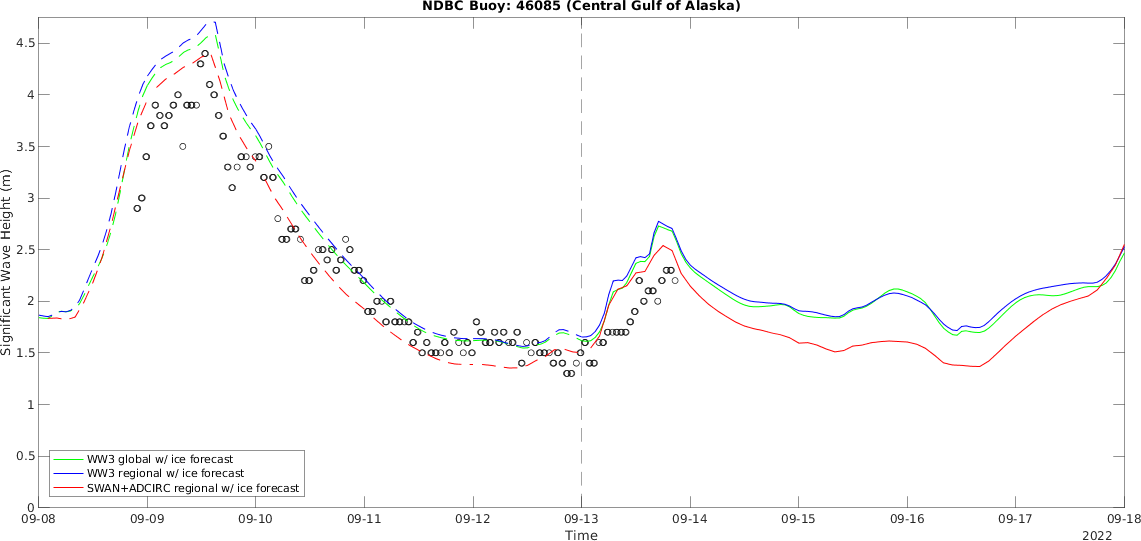 NDBC Buoy: 46085 (Central Gulf of Alaska)
Significant Wave Height (m)
4.5
4
3.5
3
2.5
2
1.5
1
0.5
0
WW3 global w/ ice forecast
WW3 regional w/ ice forecast
SWAN+ADCIRC regional w/ ice forecast
09-08 09-09 09-10 09-11 09-12 09-13 09-14 09-15 09-16 09-17 09-18
Time
2022